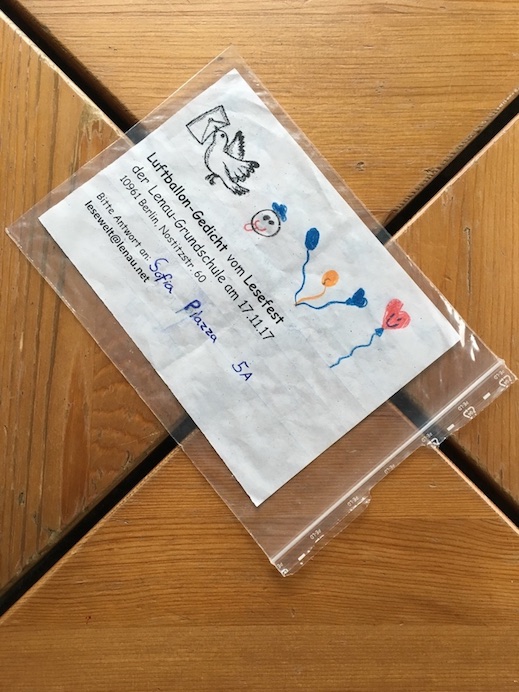 Luftballon-Gedicht vom Lesefest
der Lenau-Grundschule am 17.11.17
10961 Berlin, Nostitzstr. 60
Bitte Antwort an: Sofia Pilazza 5A
lesewelt@lenau.net